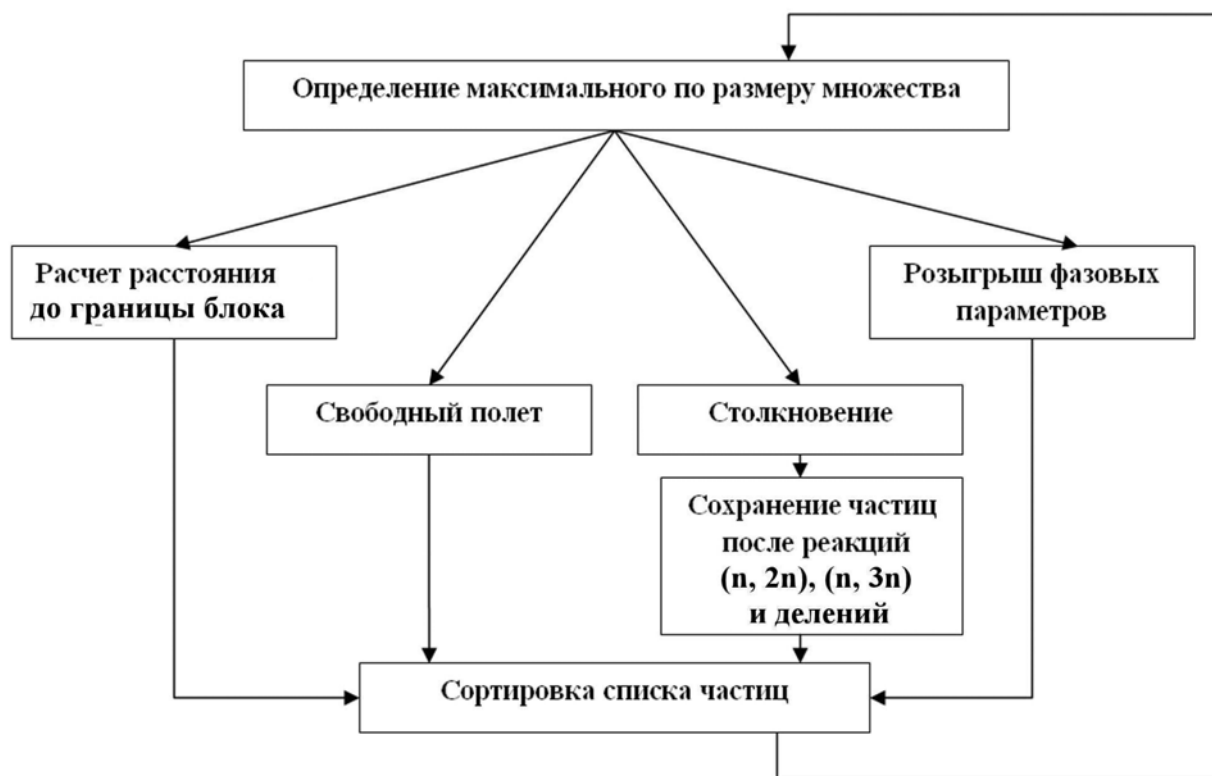 Определение максимального по размеру множества
Расчет расстояния
до границы блока
Розыгрыш фазовых
параметров
Свободный полет
Столкновение
Сохранение частиц
после реакций
(n, 2n), (n, 3n)
и делений
Сортировка списка частиц